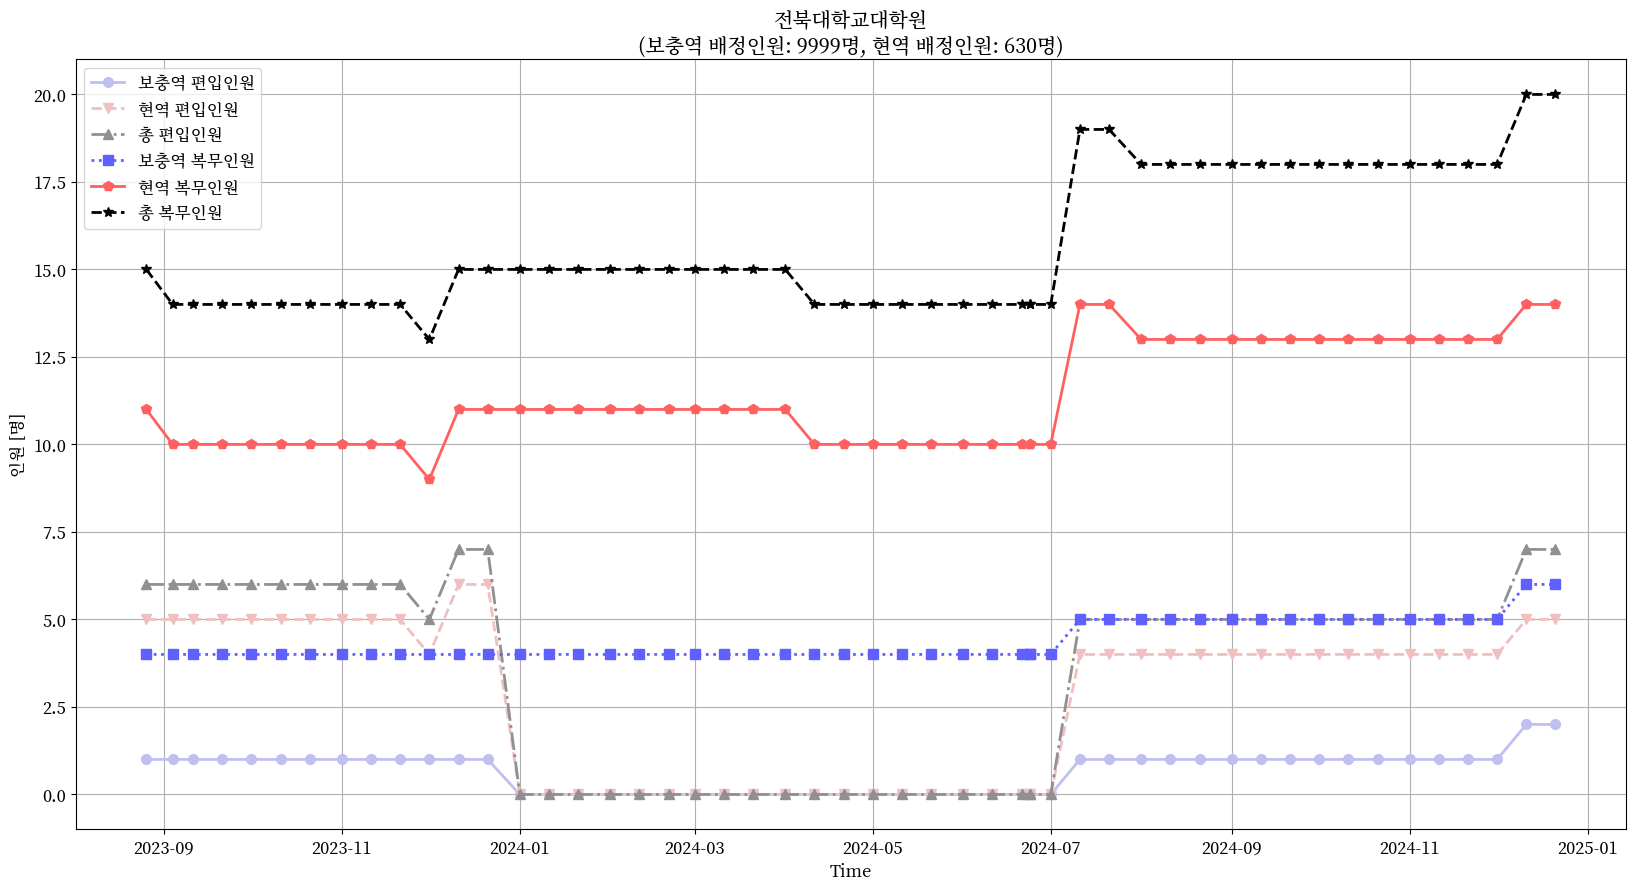 전북대학교대학원
(보충역 배정인원: 9999명, 현역 배정인원: 630명)
보충역 편입인원
현역 편입인원
총 편입인원
보충역 복무인원
현역 복무인원
총 복무인원
20.0
17.5
15.0
12.5
10.0
7.5
5.0
2.5
0.0
인원 [명]
2023-09
2023-11
2024-01
2024-03
2024-05
2024-07
2024-09
2024-11
2025-01
Time